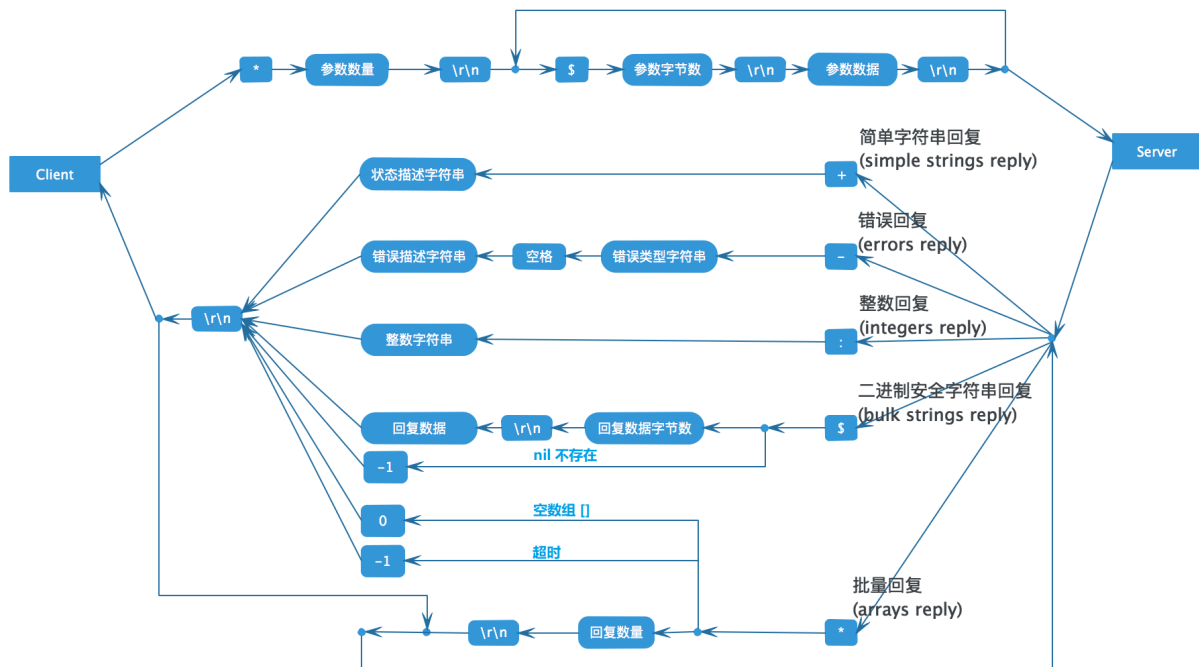 *
参数数量
\r\n
$
参数字节数
\r\n
参数数据
\r\n
Client
Server
简单字符串回复
(simple strings reply)
状态描述字符串
+
错误回复
(errors reply)
错误描述字符串
空格
错误类型字符串
-
整数回复
(integers reply)
\r\n
整数字符串
:
二进制安全字符串回复
(bulk strings reply)
回复数据
\r\n
回复数据字节数
$
nil 不存在
-1
空数组 []
0
超时
-1
批量回复
(arrays reply)
\r\n
回复数量
*